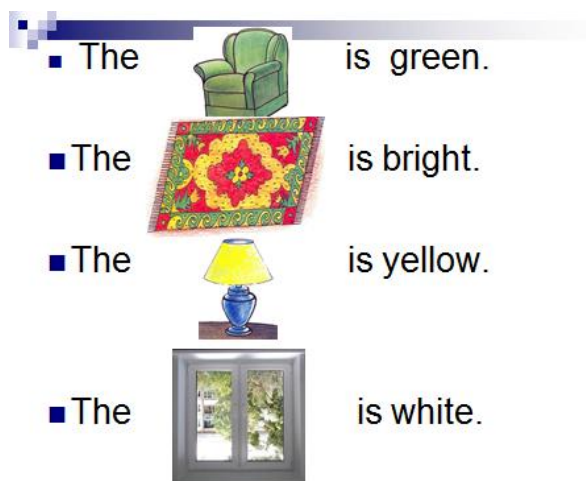 The is green.
The is bright.
The is yellow.
The is white.